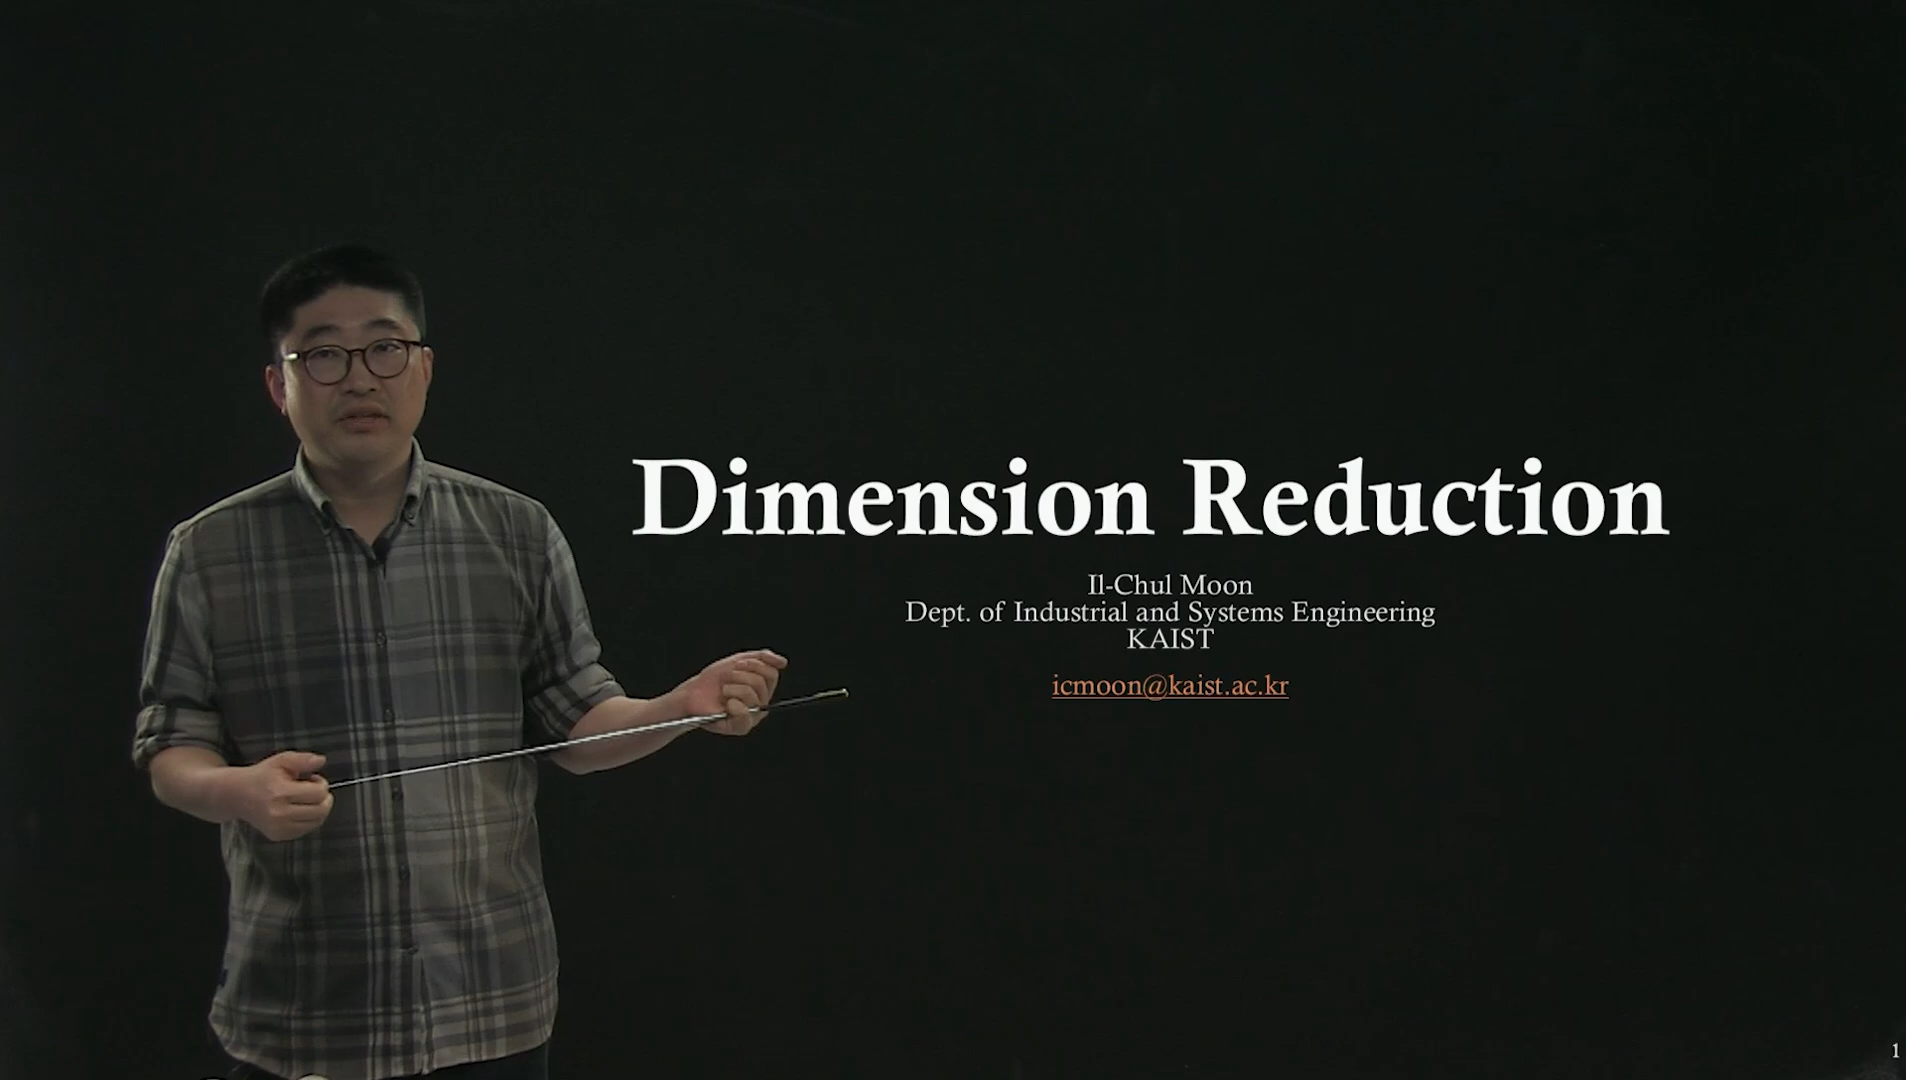 Dimension Reduction
Il-Chul Moon
Dept. of Industrial and Systems Engineering
KAIST
icmoon@kaist.ac.kr
1